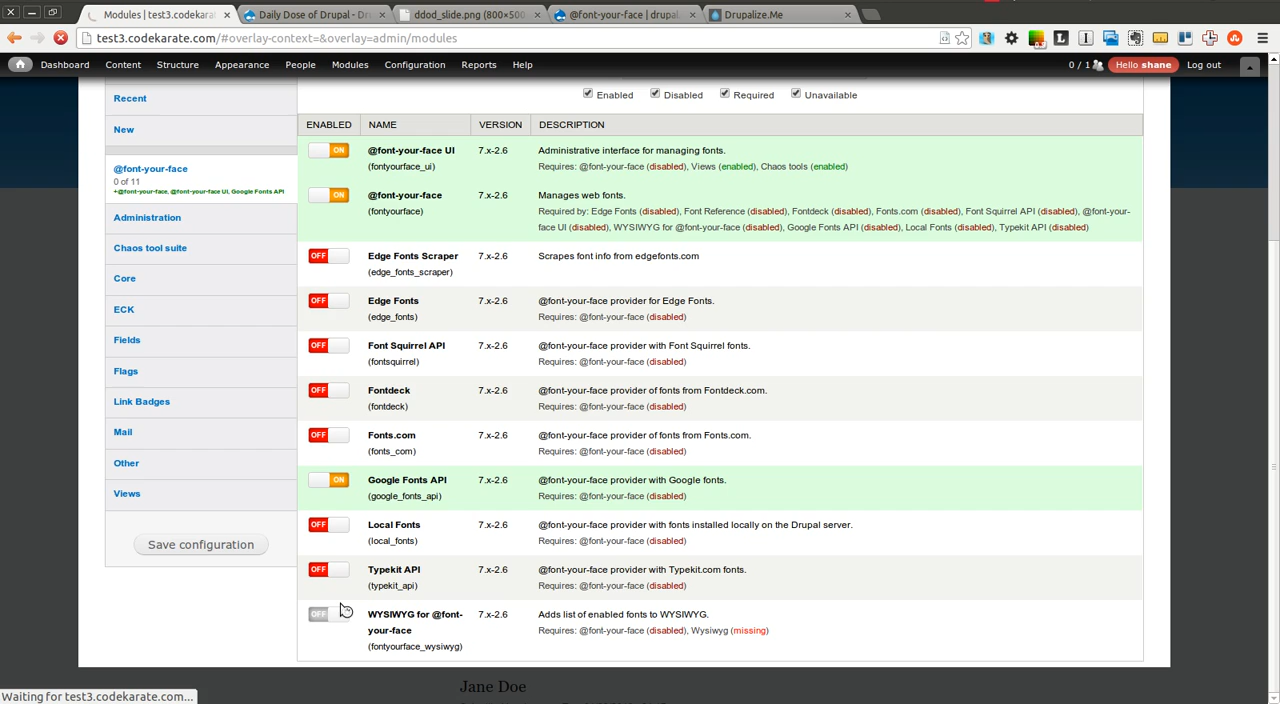 Modules | test3.codekarate.
Daily Dose of Drupal - Dr
ddod_slide.png (800×500
@font-your-face | drupal.
Drupalize.Me
test3.codekarate.com/#overlay-context=&overlay=admin/modules
Dashboard Content Structure Appearance People Modules Configuration Reports Help 0 / 1 Hello shane Log out
Recent
New
@font-your-face
0 of 11
+@font-your-face, @font-your-face UI, Google Fonts API
Administration
Chaos tool suite
Core
ECK
Fields
Flags
Link Badges
Mail
Other
Views
Save configuration
Enabled Disabled Required Unavailable
ENABLED NAME VERSION DESCRIPTION
ON @font-your-face UI 7.x-2.6 Administrative interface for managing fonts.
(fontyourface_ui) Requires: @font-your-face (disabled), Views (enabled), Chaos tools (enabled)
ON @font-your-face 7.x-2.6 Manages web fonts.
(fontyourface) Required by: Edge Fonts (disabled), Font Reference (disabled), Fontdeck (disabled), Fonts.com (disabled), Font Squirrel API (disabled), @font-your-
face UI (disabled), WYSIWYG for @font-your-face (disabled), Google Fonts API (disabled), Local Fonts (disabled), Typekit API (disabled)
OFF Edge Fonts Scraper 7.x-2.6 Scrapes font info from edgefonts.com
(edge_fonts_scraper)
OFF Edge Fonts 7.x-2.6 @font-your-face provider for Edge Fonts.
(edge_fonts) Requires: @font-your-face (disabled)
OFF Font Squirrel API 7.x-2.6 @font-your-face provider with Font Squirrel fonts.
(fontsquirrel) Requires: @font-your-face (disabled)
OFF Fontdeck 7.x-2.6 @font-your-face provider of fonts from Fontdeck.com.
(fontdeck) Requires: @font-your-face (disabled)
OFF Fonts.com 7.x-2.6 @font-your-face provider of fonts from Fonts.com.
(fonts_com) Requires: @font-your-face (disabled)
ON Google Fonts API 7.x-2.6 @font-your-face provider with Google fonts.
(google_fonts_api) Requires: @font-your-face (disabled)
OFF Local Fonts 7.x-2.6 @font-your-face provider with fonts installed locally on the Drupal server.
(local_fonts) Requires: @font-your-face (disabled)
OFF Typekit API 7.x-2.6 @font-your-face provider with Typekit.com fonts.
(typekit_api) Requires: @font-your-face (disabled)
OFF WYSIWYG for @font- 7.x-2.6 Adds list of enabled fonts to WYSIWYG.
your-face Requires: @font-your-face (disabled), Wysiwyg (missing)
(fontyourface_wysiwyg)
Jane Doe
Waiting for test3.codekarate.com...